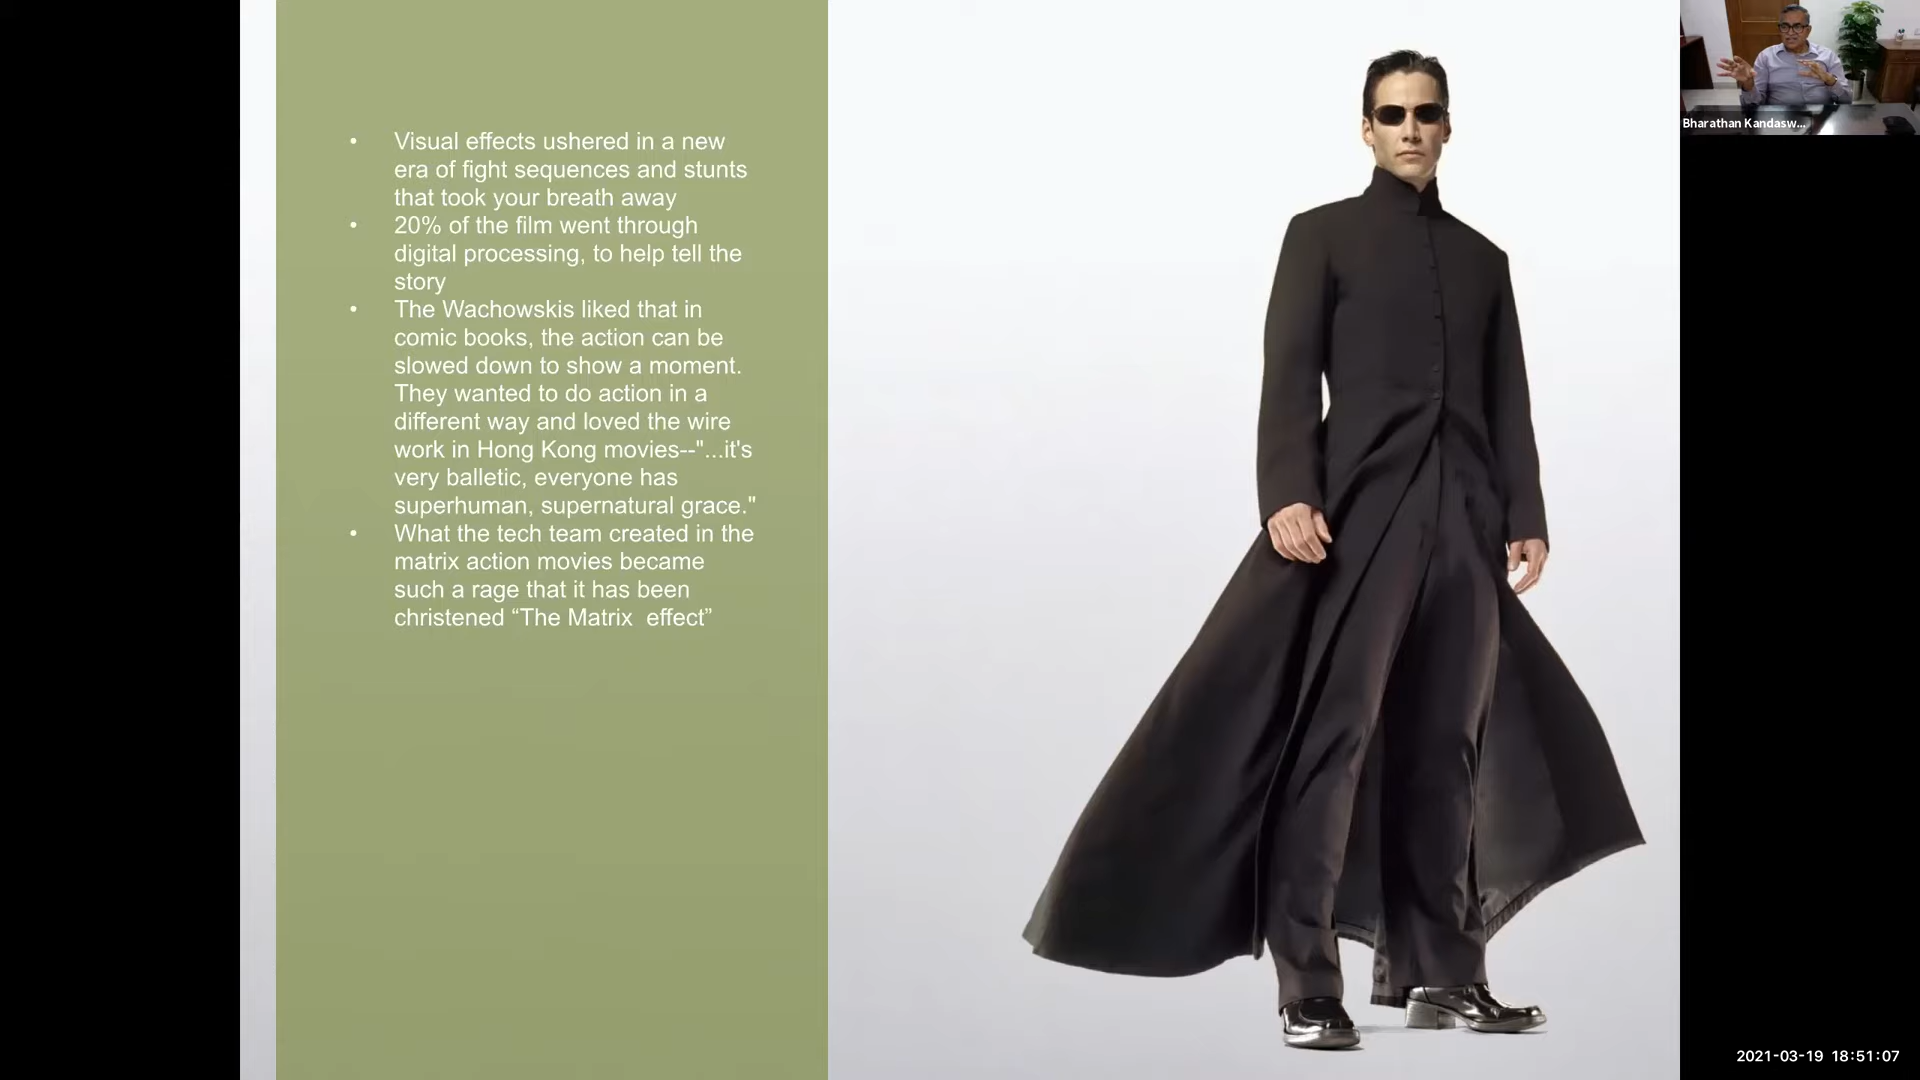 • Visual effects ushered in a new
era of fight sequences and stunts
that took your breath away
• 20% of the film went through
digital processing, to help tell the
story
• The Wachowskis liked that in
comic books, the action can be
slowed down to show a moment.
They wanted to do action in a
different way and loved the wire
work in Hong Kong movies--"...it's
very balletic, everyone has
superhuman, supernatural grace."
• What the tech team created in the
matrix action movies became
such a rage that it has been
christened “The Matrix  effect”
Bharathan Kandasw...
2021-03-19 18:51:07